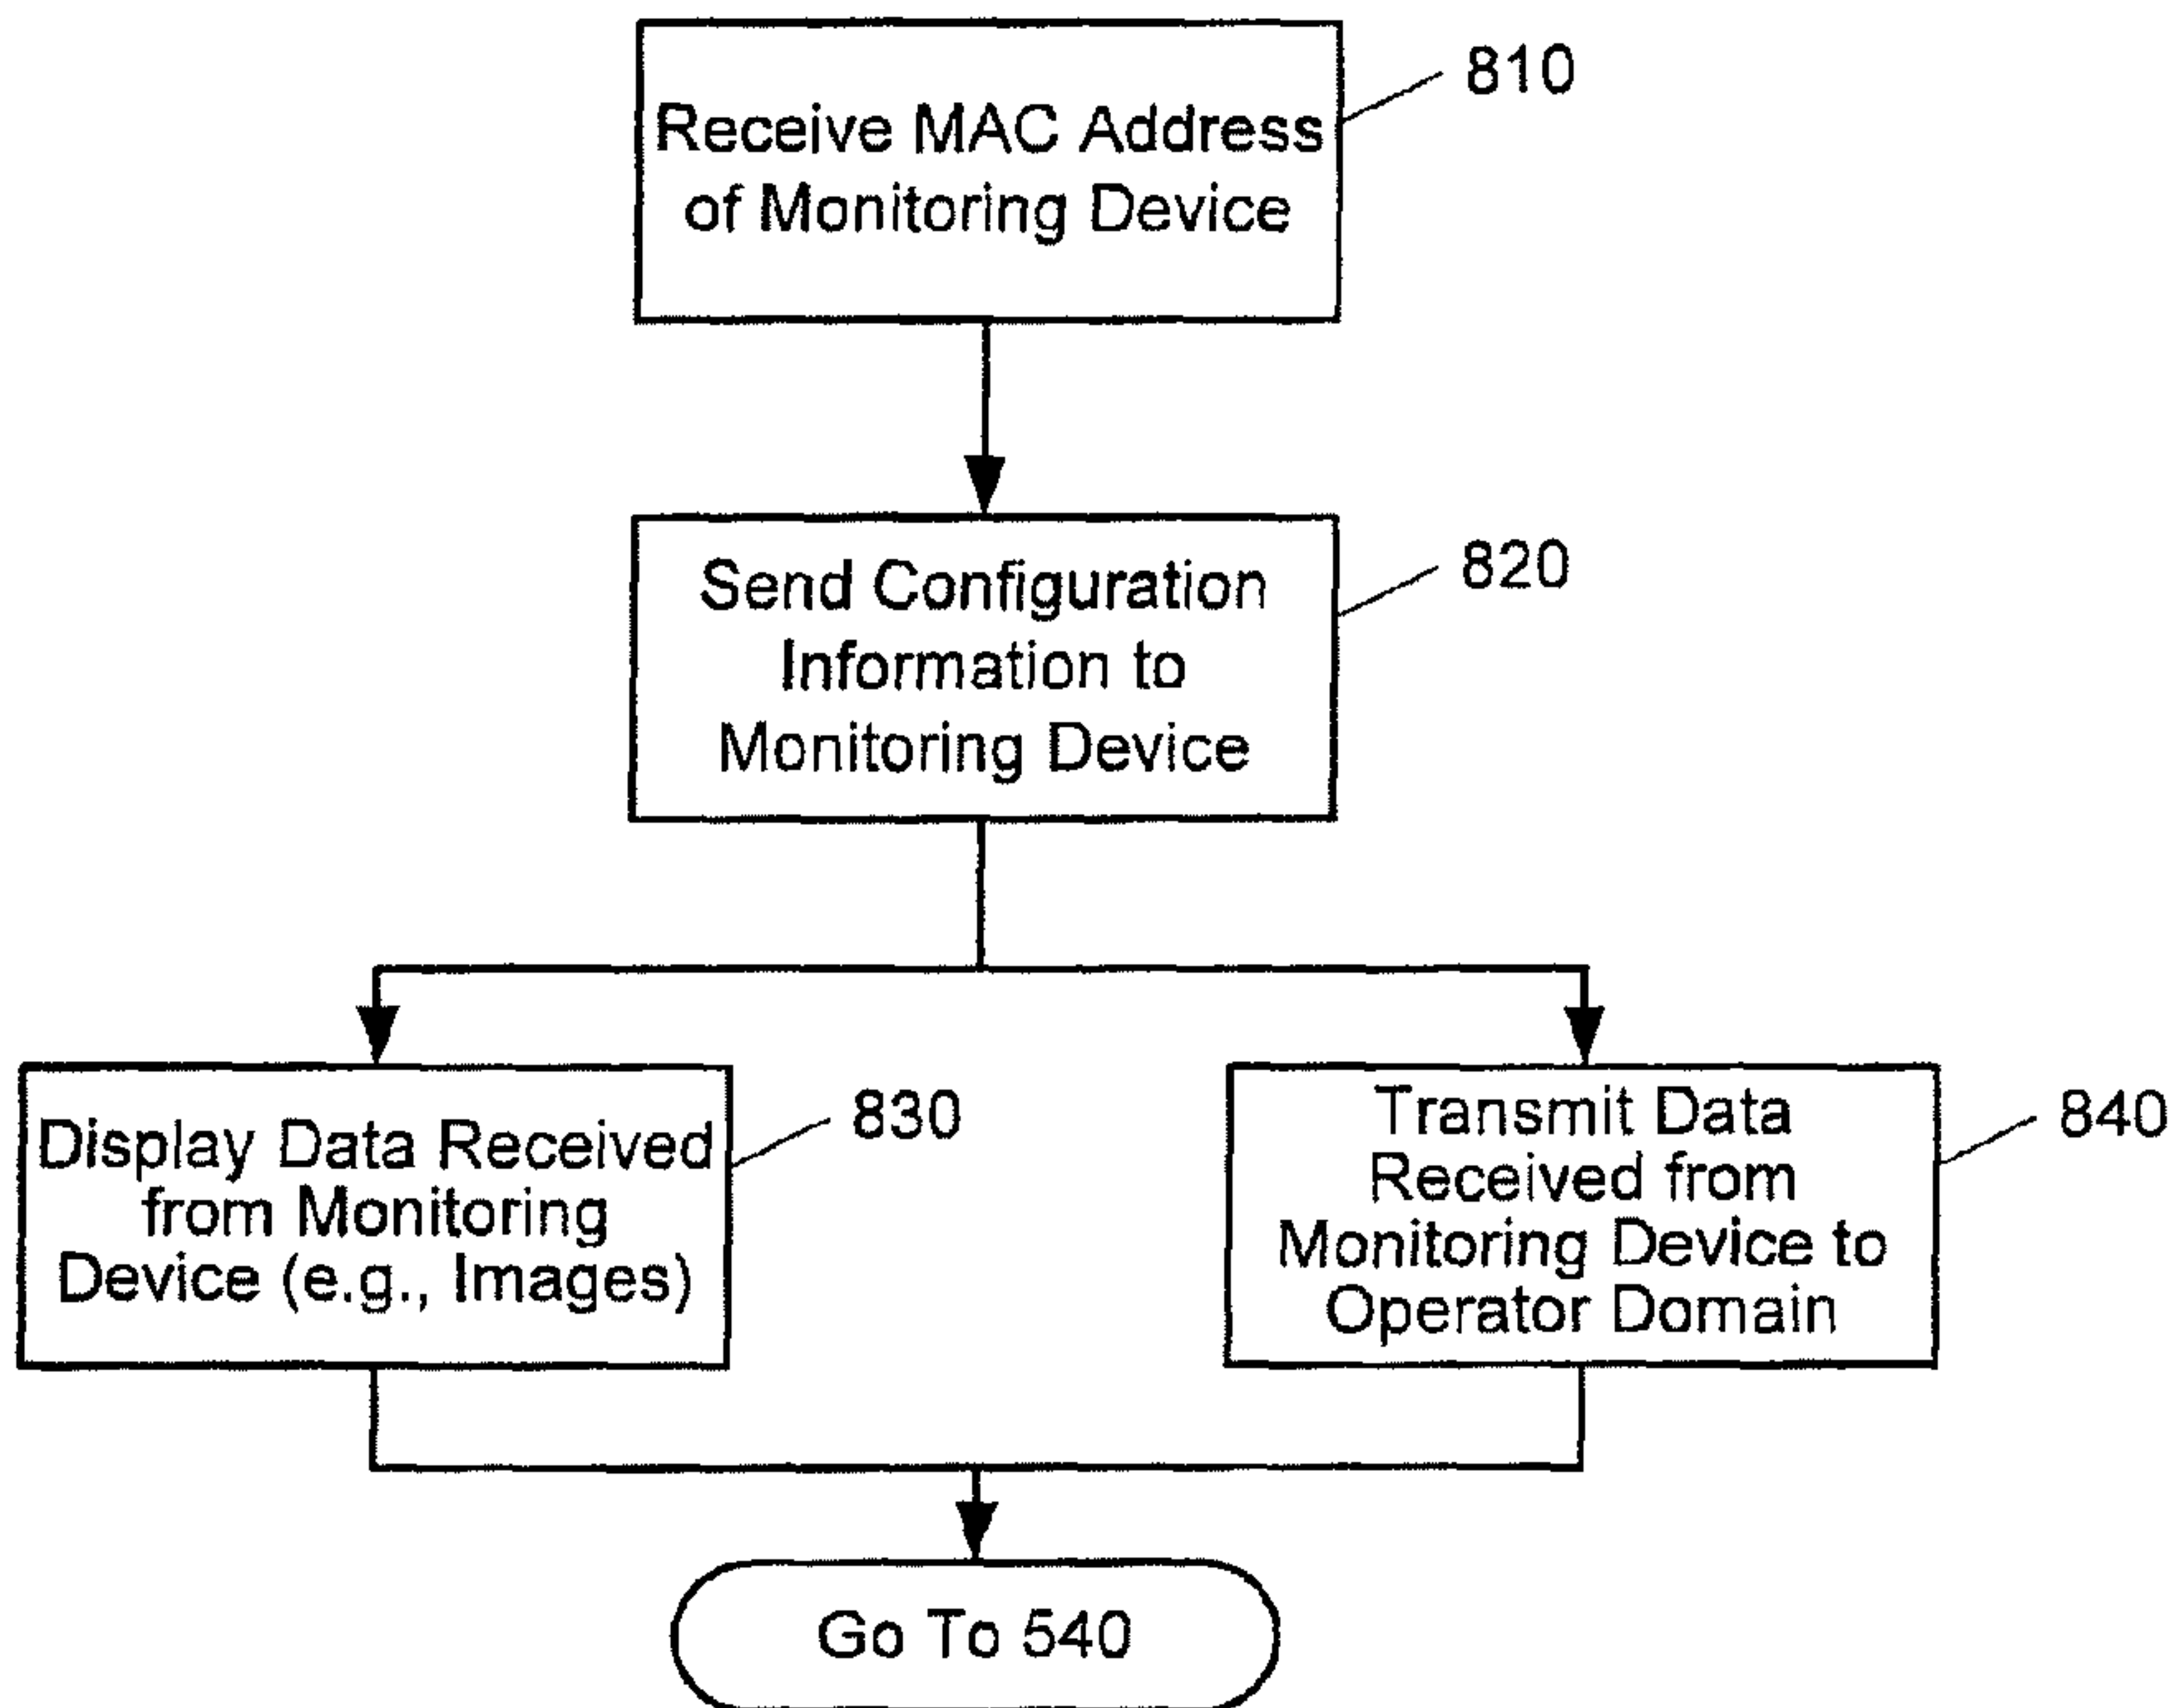 810
Receive MAC Address
of Monitoring Device
820
Send Configuration
Information to
Monitoring Device
830
Display Data Received
from Monitoring
Device (e.g., Images)
840
Transmit Data
Received from
Monitoring Device to
Operator Domain
Go To 540